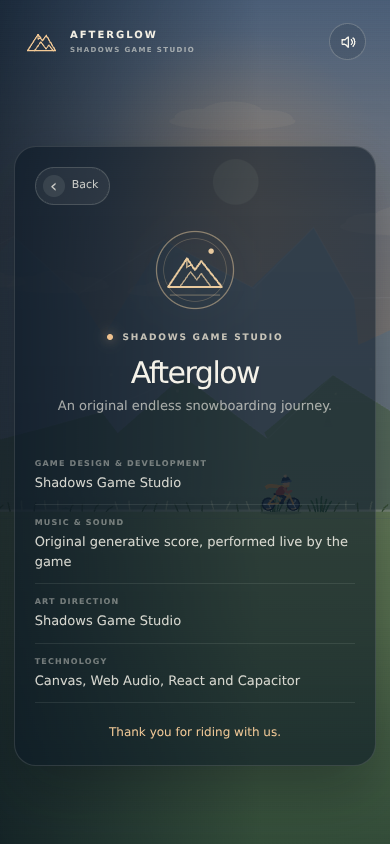 AFTERGLOW
SHADOWS GAME STUDIO
Back
SHADOWS GAME STUDIO
Afterglow
An original endless snowboarding journey.
GAME DESIGN & DEVELOPMENT
Shadows Game Studio
MUSIC & SOUND
Original generative score, performed live by the
game
ART DIRECTION
Shadows Game Studio
TECHNOLOGY
Canvas, Web Audio, React and Capacitor
Thank you for riding with us.